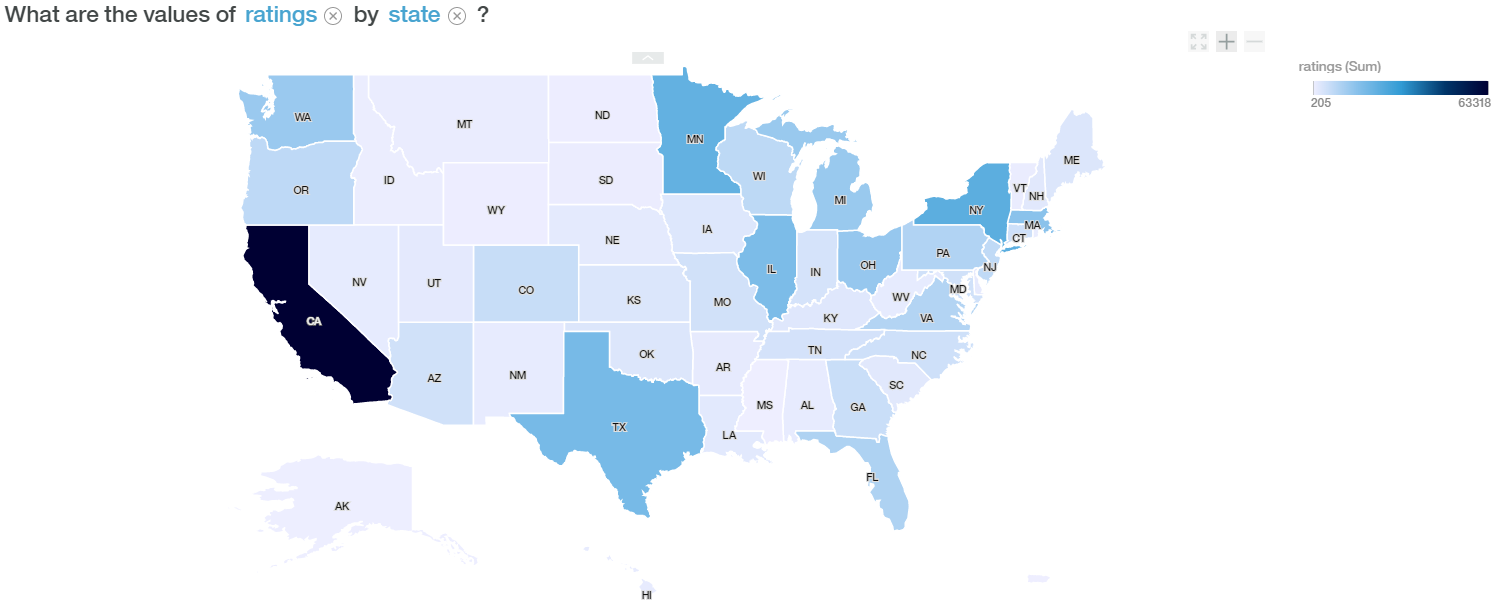 What are the values of ratings by state ?
ratings (Sum)
205 63318
WA
MT
ND
MN
OR
ID
WY
SD
WI
MI
NY
VT
NH
ME
MA
CT
NV
UT
CO
NE
IA
IL
IN
OH
PA
NJ
CA
KS
MO
KY
WV
MD
VA
AZ
NM
OK
AR
TN
NC
TX
LA
MS
AL
GA
SC
FL
AK
HI